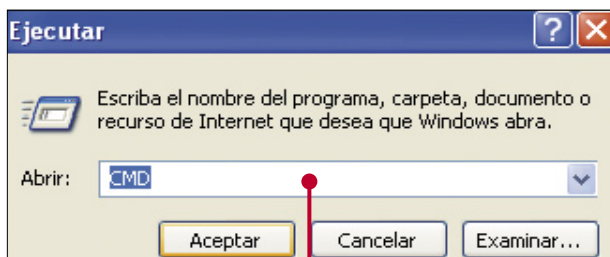 Ejecutar
Escriba el nombre del programa, carpeta, documento o
recurso de Internet que desea que Windows abra.
Abrir: CMD
Aceptar Cancelar Examinar...